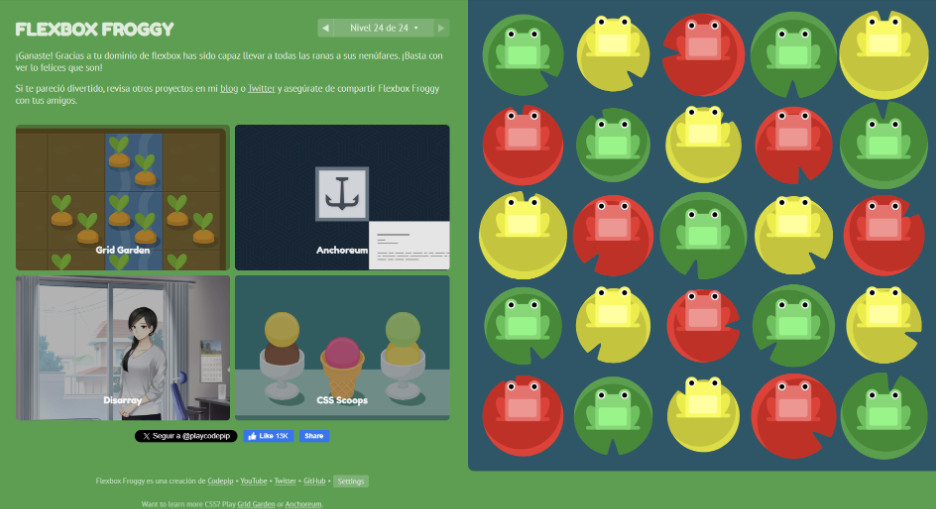 FLEXBOX FROGGY
Nivel 24 de 24
¡Ganaste! Gracias a tu dominio de flexbox has sido capaz llevar a todas las ranas a sus nenúfares. ¡Basta con
ver lo felices que son!
Si te pareció divertido, revisa otros proyectos en mi blog o Twitter y asegúrate de compartir Flexbox Froggy
con tus amigos.
Grid Garden
Anchoreum
Disarray
CSS Scoops
X Seguir a @playcodepip
Like 13K
Share
Flexbox Froggy es una creación de Codepip • YouTube • Twitter • GitHub • Settings
Want to learn more CSS? Play Grid Garden or Anchoreum.